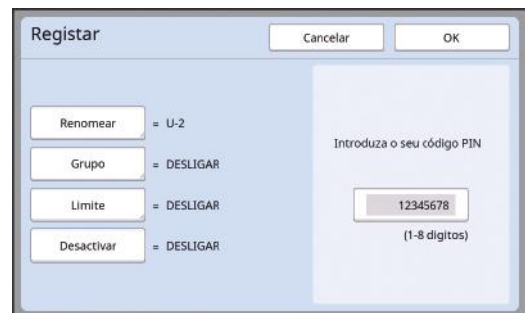 Registar
Cancelar
OK
Renomear = U-2
Grupo = DESLIGAR
Limite = DESLIGAR
Desactivar = DESLIGAR
Introduza o seu código PIN
12345678
(1-8 digitos)